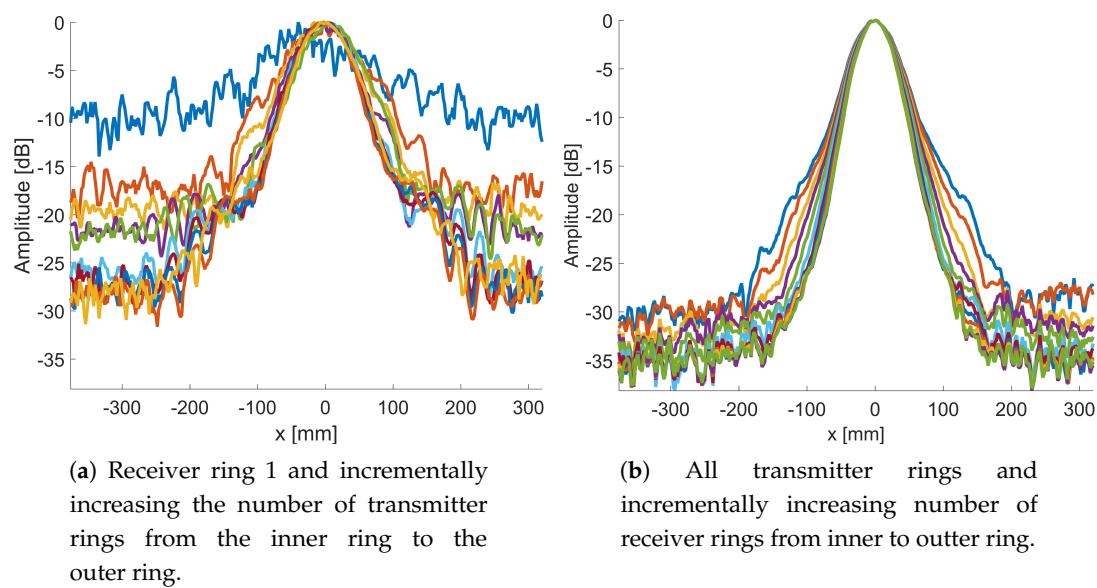 0
-5
-10
-15
-20
-25
-30
-35
Amplitude [dB]
-300 -200 -100 0 100 200 300
x [mm]
0
-5
-10
-15
-20
-25
-30
-35
Amplitude [dB]
-300 -200 -100 0 100 200 300
x [mm]
(a) Receiver ring 1 and incrementally
increasing the number of transmitter
rings from the inner ring to the
outer ring.
(b) All transmitter rings and
incrementally increasing number of
receiver rings from inner to outter ring.